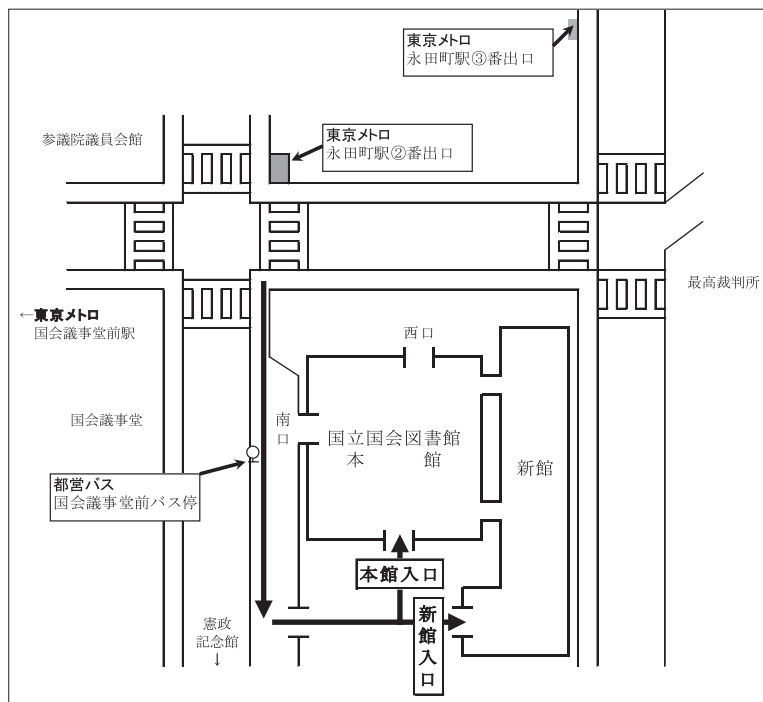 東京メトロ
永田町駅③番出口
参議院議員会館
東京メトロ
永田町駅②番出口
最高裁判所
←東京メトロ
国会議事堂前駅
西口
国会議事堂
南口
国立国会図書館
本館
新館
都営バス
国会議事堂前バス停
本館入口
新館入口
憲政
記念館
↓